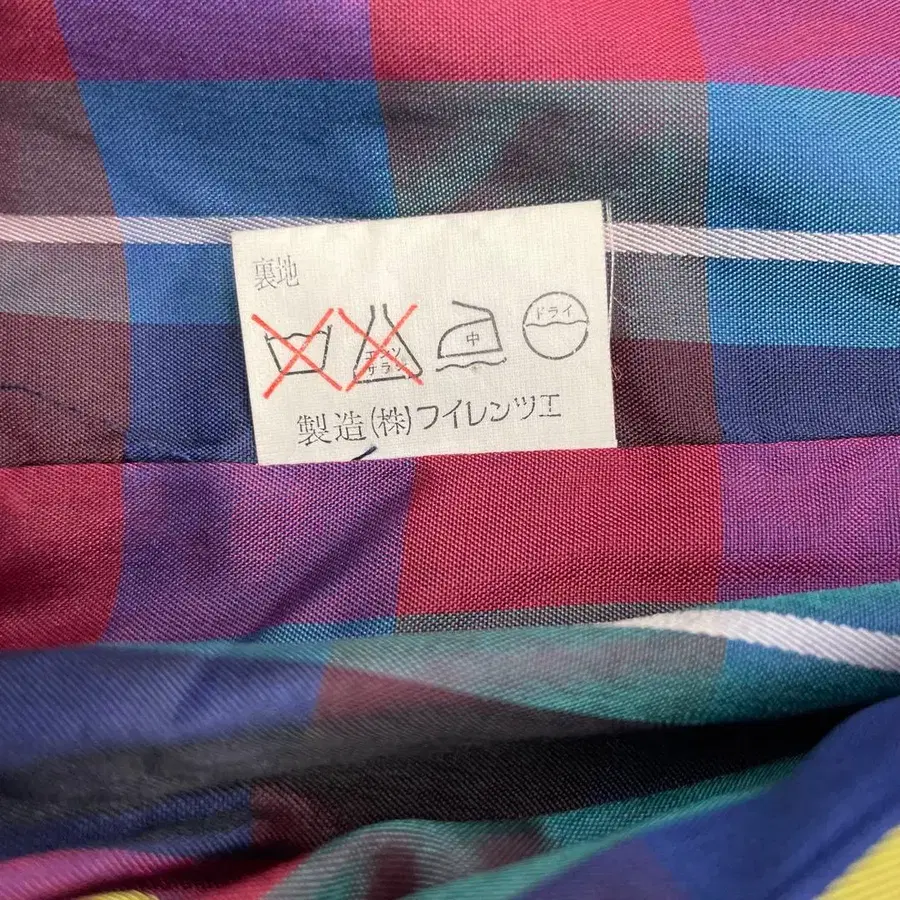 裏地
エンソ
サラシ
中
ドライ
製造(株)フイレンツエ